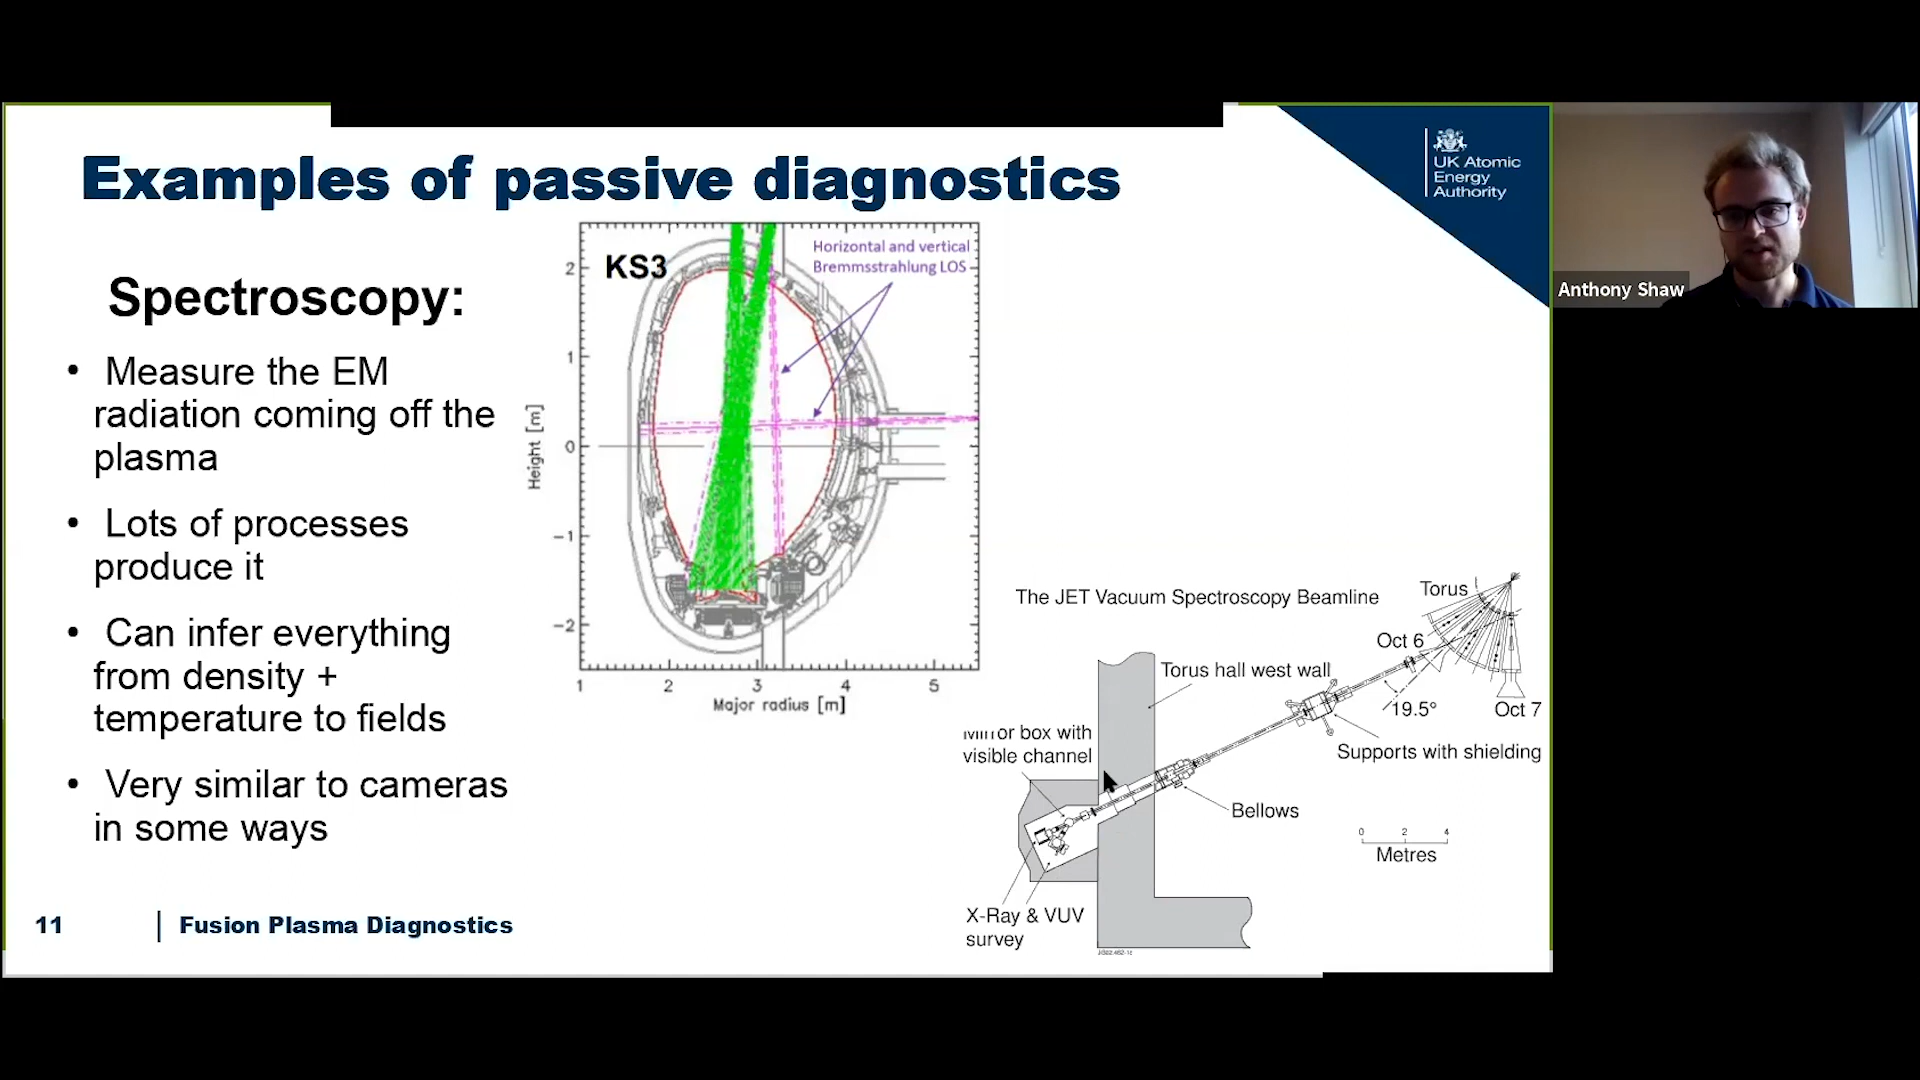 Examples of passive diagnostics
UK Atomic
Energy
Authority
Anthony Shaw
Spectroscopy:
• Measure the EM
radiation coming off the
plasma
• Lots of processes
produce it
• Can infer everything
from density +
temperature to fields
• Very similar to cameras
in some ways
KS3
Horizontal and vertical
Bremmsstrahlung LOS
2
1
0
−1
−2
Height [m]
1 2 3 4 5
Major radius [m]
The JET Vacuum Spectroscopy Beamline
Torus
Oct 6
Torus hall west wall
19.5°
Oct 7
or box with
visible channel
Supports with shielding
Bellows
0 2 4
Metres
X-Ray & VUV
survey
11
Fusion Plasma Diagnostics